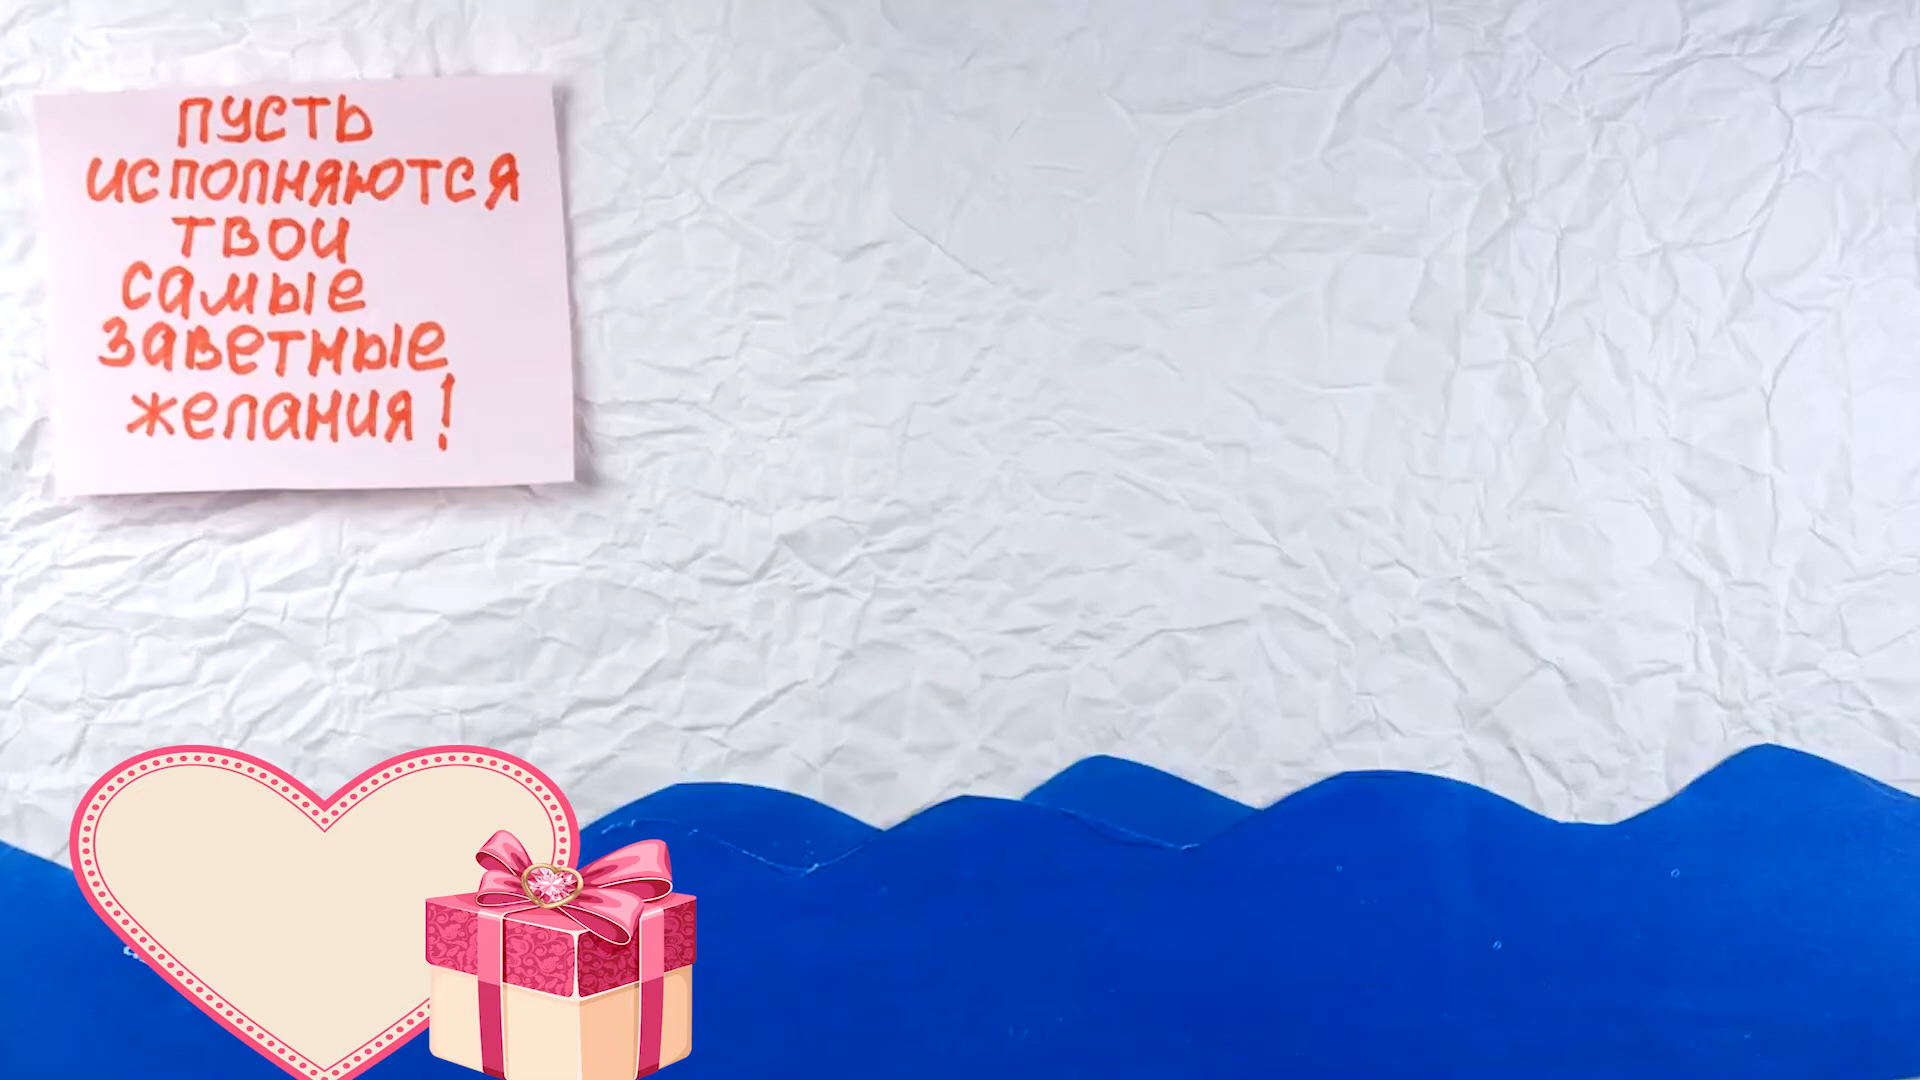 пусть
исполняются
твои
самые
заветные
желания!